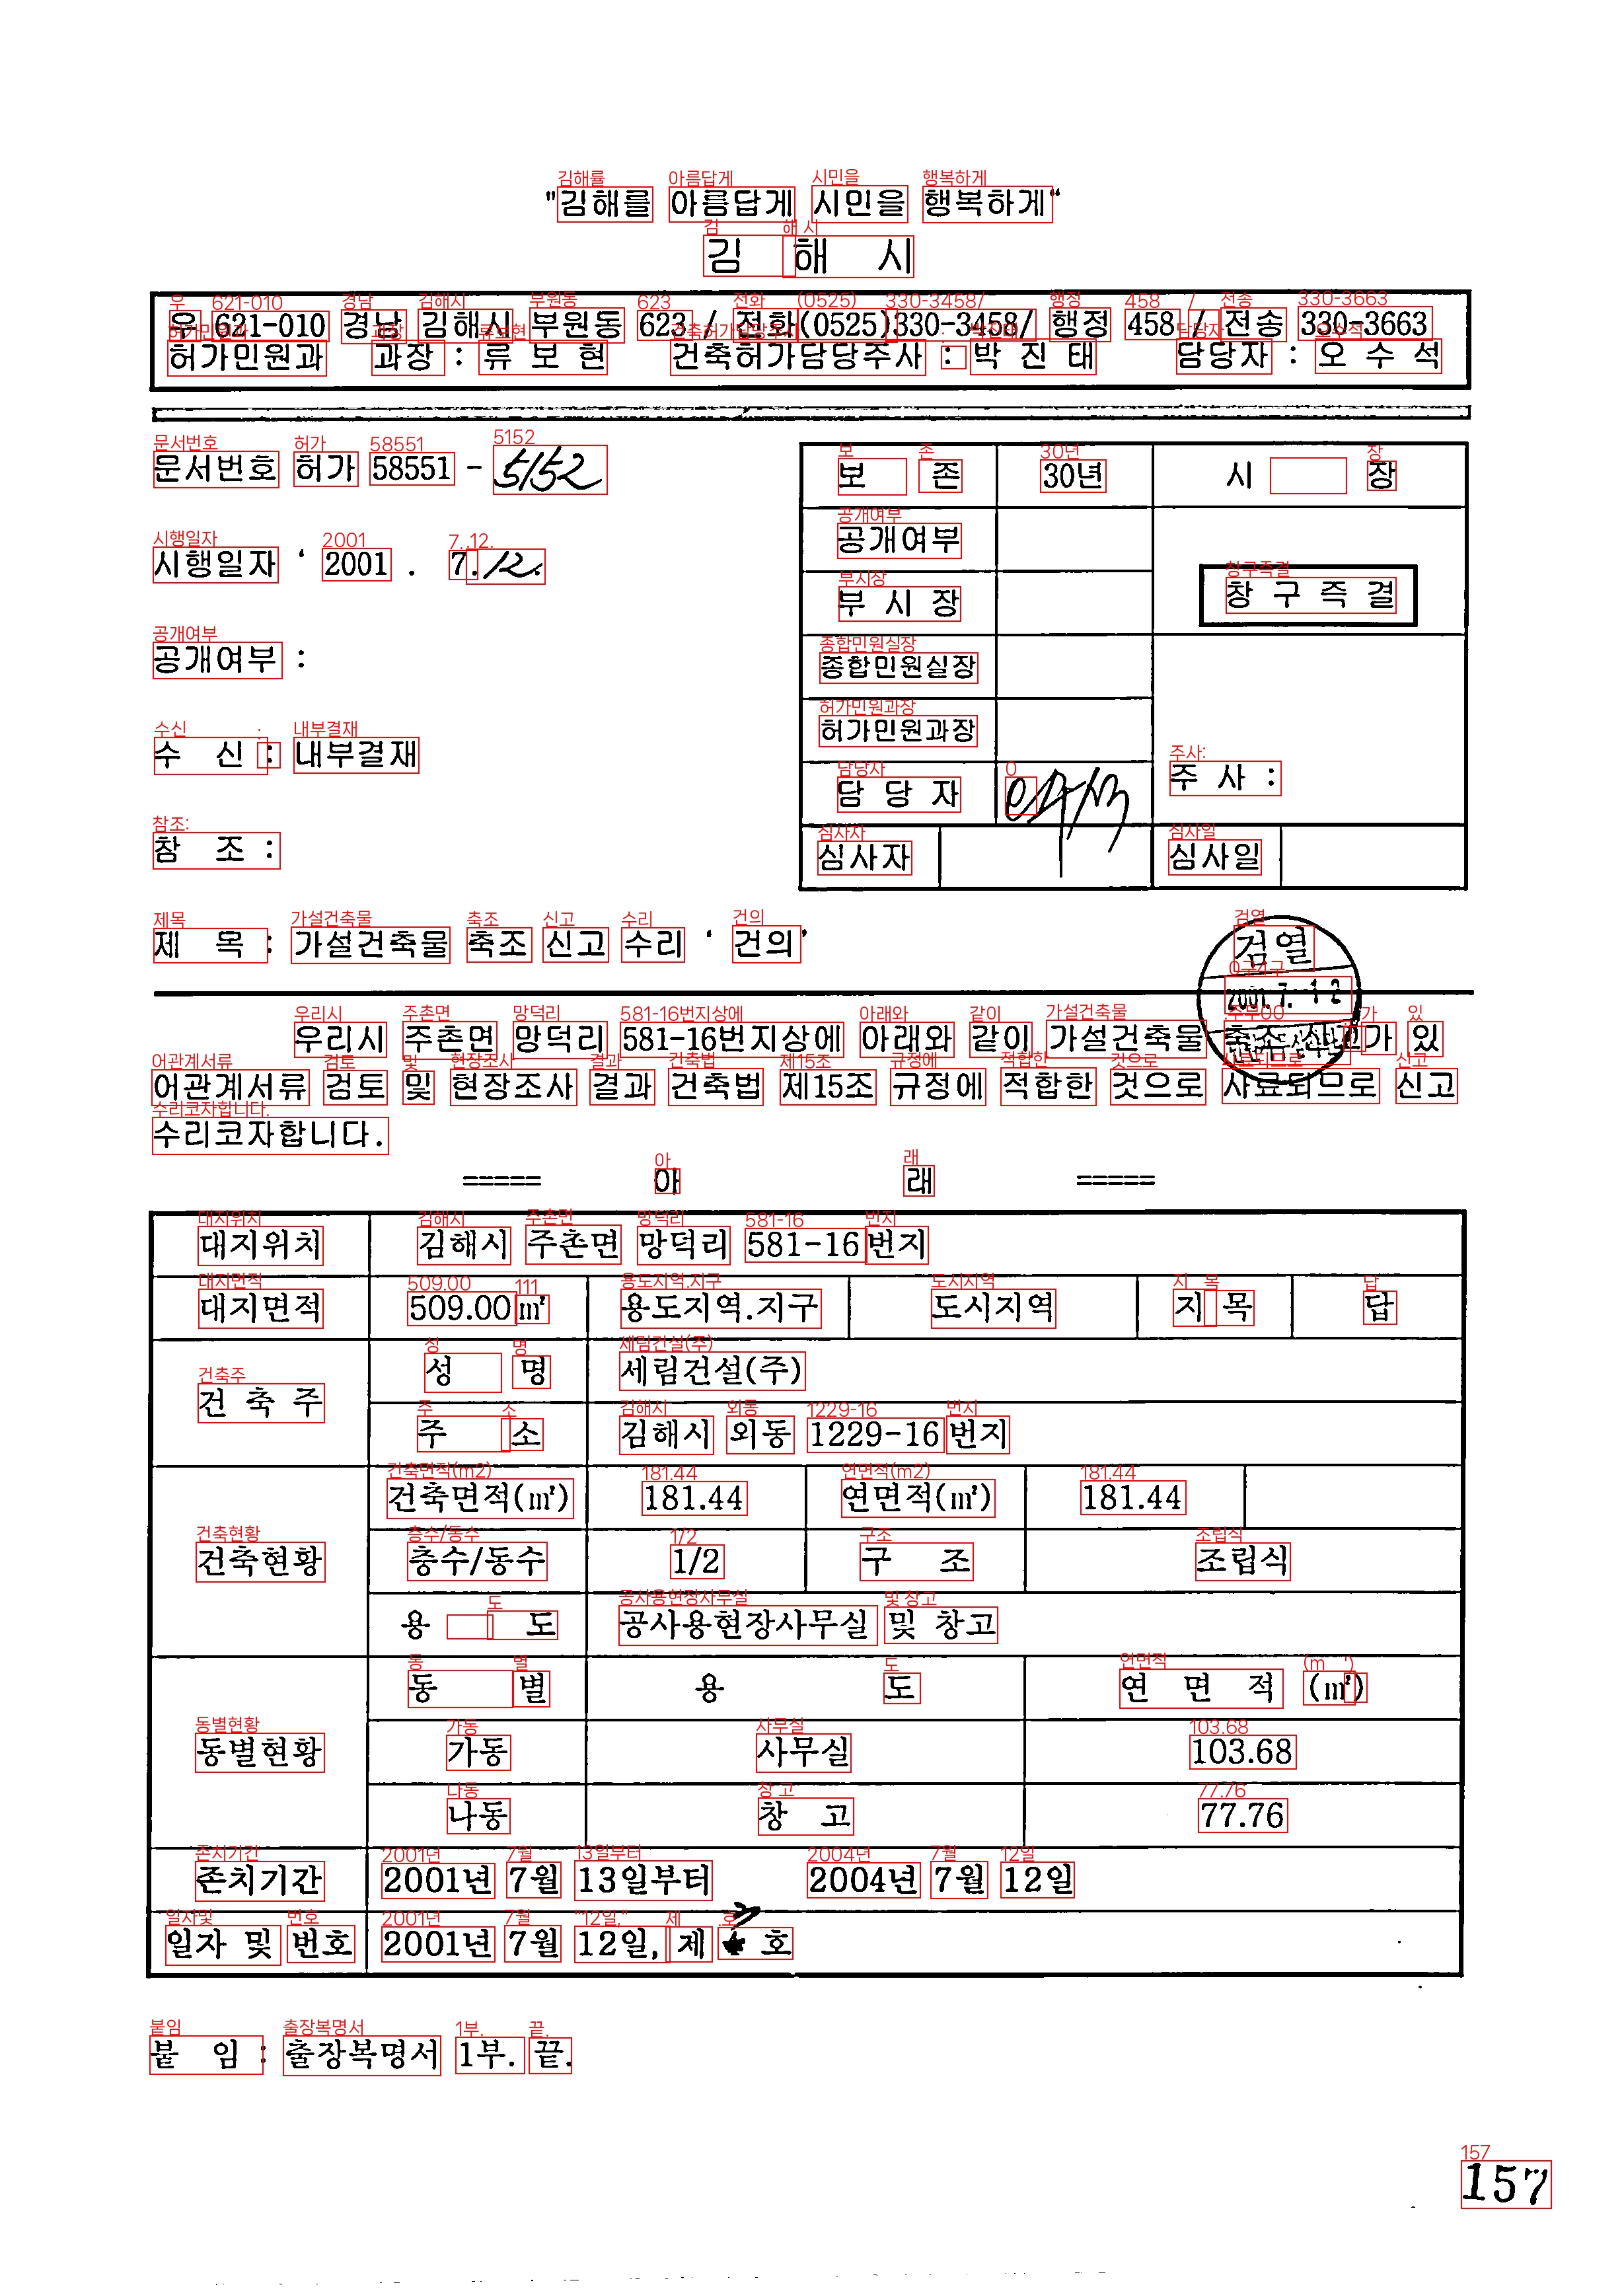 "김해를 아름답게 시민을 행복하게"
김 해 시
우 621-010 경남 김해시 부원동 623 / 전화(0525)330-3458/ 행정 458 / 전송 330-3663
허가민원과 과장 : 류 보 현 건축허가담당주사 : 박 진 태 담당자 : 오 수 석
문서번호 허가 58551 - 5152
시행일자 ' 2001 . 7. 12.
공개여부 :
수 신 : 내부결재
참 조 :
보 존 30년 시 장
공개여부
부 시 장 창 구 즉 결
종합민원실장
허가민원과장
담 당 자 주 사 :
심사자 심사일
제 목 : 가설건축물 축조 신고 수리 ' 건의'
검열
2001. 7. 12
우리시 주촌면 망덕리 581-16번지상에 아래와 같이 가설건축물 축조 신고가 있
어관계서류 검토 및 현장조사 결과 건축법 제15조 규정에 적합한 것으로 사료되므로 신고
수리코자합니다.
===== 아 래 =====
대지위치 김해시 주촌면 망덕리 581-16번지
대지면적 509.00㎡ 용도지역.지구 도시지역 지 목 답
건 축 주 성 명 세림건설(주)
주 소 김해시 외동 1229-16번지
건축현황 건축면적(㎡) 181.44 연면적(㎡) 181.44
층수/동수 1/2 구 조 조립식
용 도 공사용현장사무실 및 창고
동별현황 동 별 용 도 연 면 적 (㎡)
가동 사무실 103.68
나동 창 고 77.76
존치기간 2001년 7월 13일부터 2004년 7월 12일
일자 및 번호 2001년 7월 12일, 제 호
붙 임 : 출장복명서 1부. 끝.
157